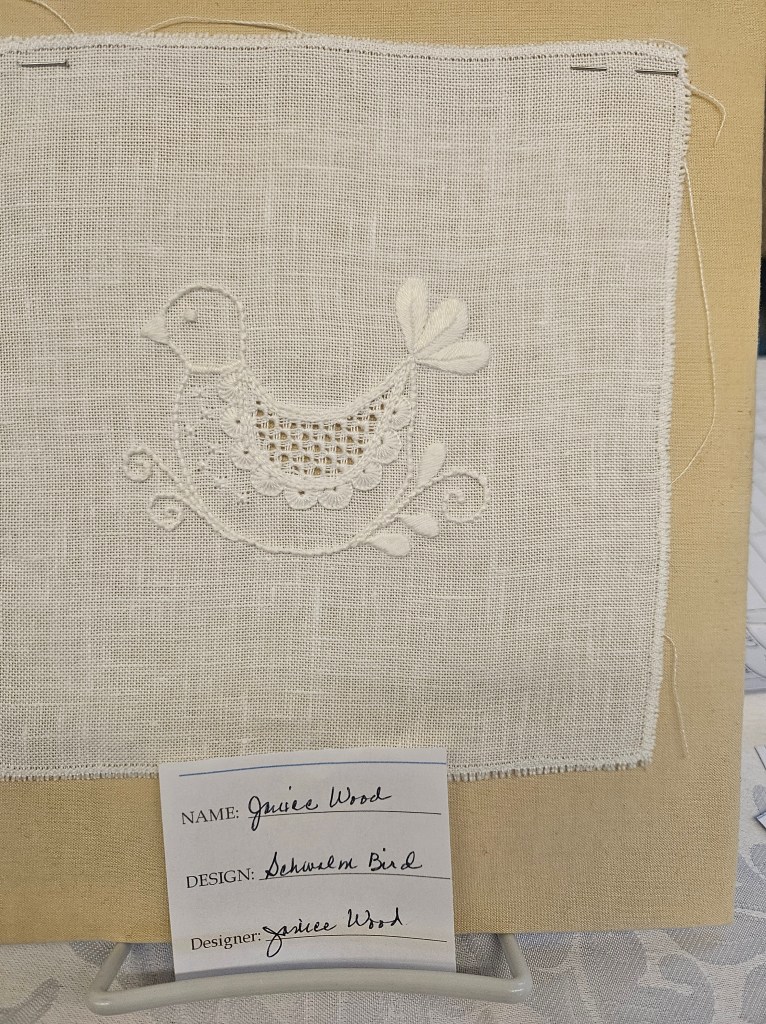 NAME: Janice Wood
DESIGN: Schwalm Bird
Designer: Janice Wood